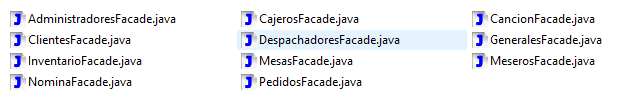 AdministradoresFacade.java CajerosFacade.java CancionFacade.java
ClientesFacade.java DespachadoresFacade.java GeneralesFacade.java
InventarioFacade.java MesasFacade.java MeserosFacade.java
NominaFacade.java PedidosFacade.java